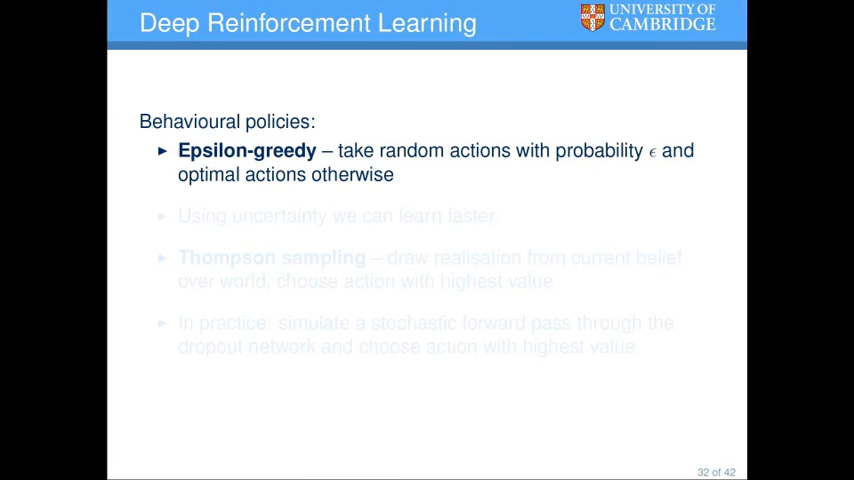 Deep Reinforcement Learning
UNIVERSITY OF
CAMBRIDGE
Behavioural policies:
► Epsilon-greedy – take random actions with probability ϵ and
optimal actions otherwise
► Using uncertainty we can learn faster
► Thompson sampling – draw realisation from current belief
over world, choose action with highest value
► In practice: simulate a stochastic forward pass through the
dropout network and choose action with highest value
32 of 42